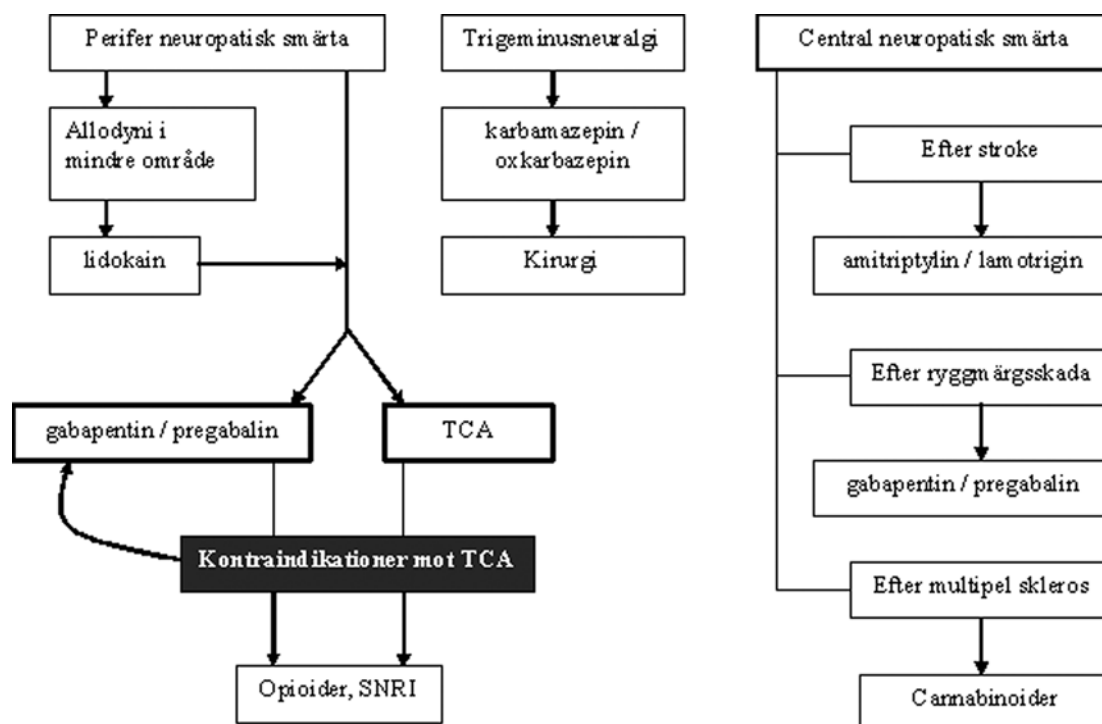 Perifer neuropatisk smärta
Allodyni i
mindre område
lidokain
gabapentin / pregabalin
TCA
Kontraindikationer mot TCA
Opioider, SNRI
Trigeminusneuralgi
karbamazepin /
oxkarbazepin
Kirurgi
Central neuropatisk smärta
Efter stroke
amitriptylin / lamotrigin
Efter ryggmärgsskada
gabapentin / pregabalin
Efter multipel skleros
Cannabinoider